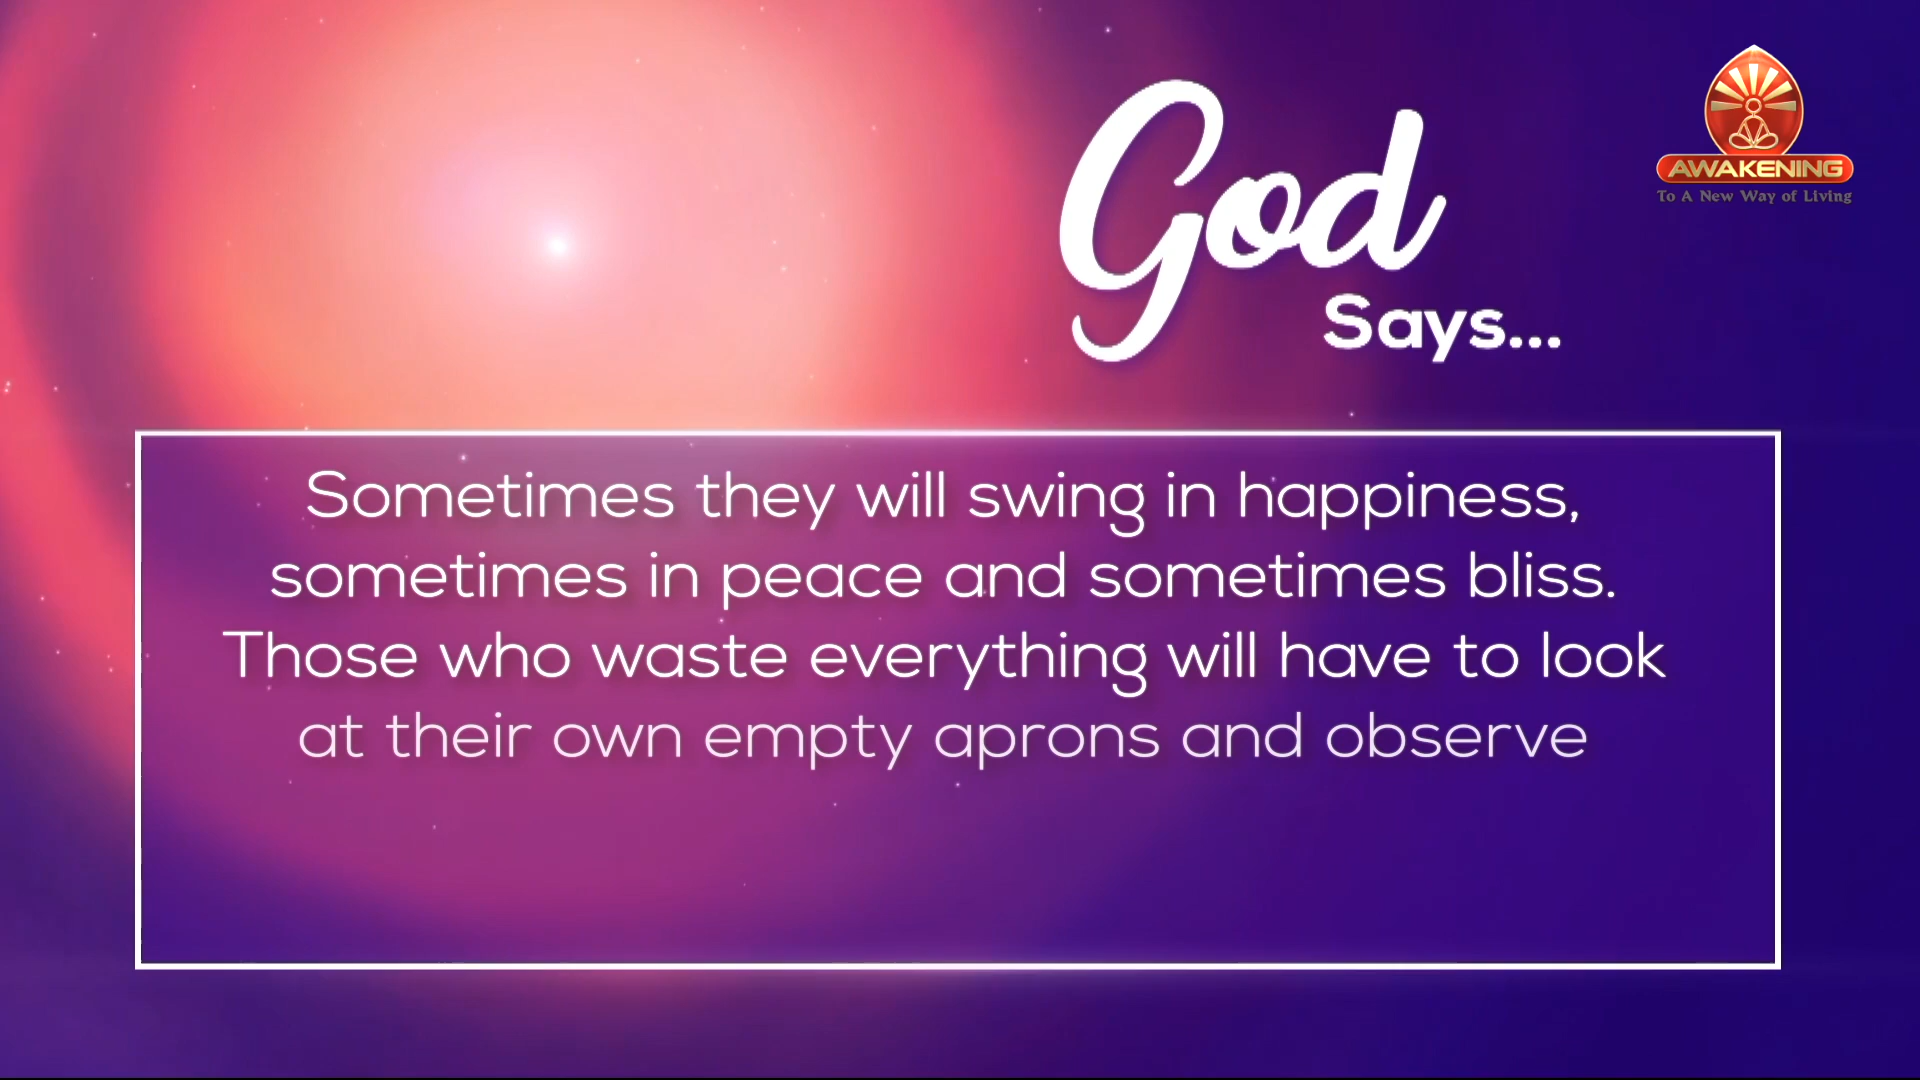 God
Says...
AWAKENING
To A New Way of Living
Sometimes they will swing in happiness,
sometimes in peace and sometimes bliss.
Those who waste everything will have to look
at their own empty aprons and observe